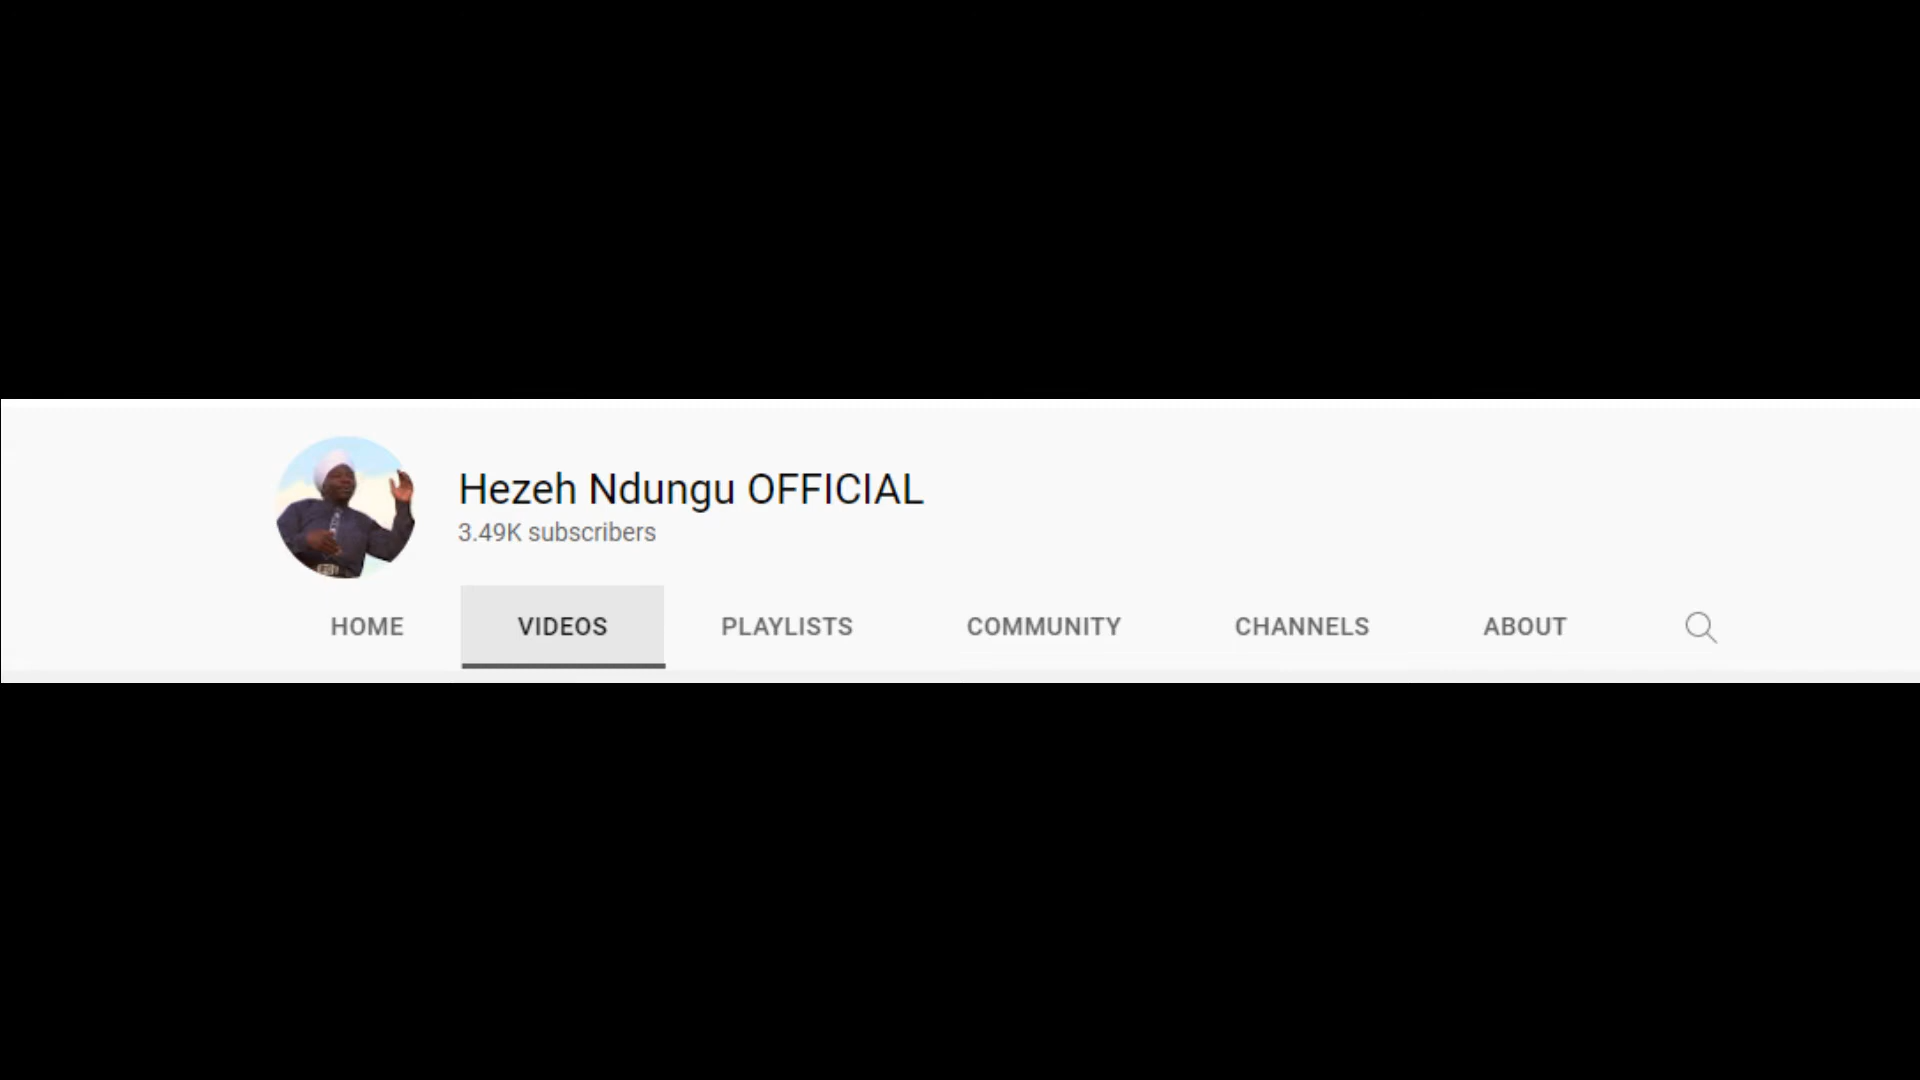 Hezeh Ndungu OFFICIAL
3.49K subscribers
HOME VIDEOS PLAYLISTS COMMUNITY CHANNELS ABOUT